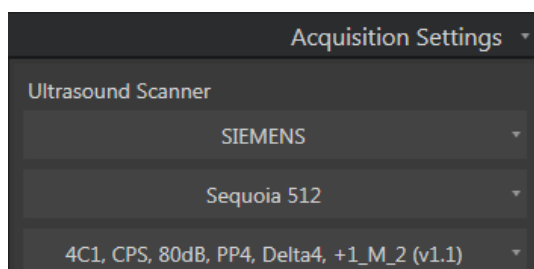 Acquisition Settings
Ultrasound Scanner
SIEMENS
Sequoia 512
4C1, CPS, 80dB, PP4, Delta4, +1_M_2 (v1.1)